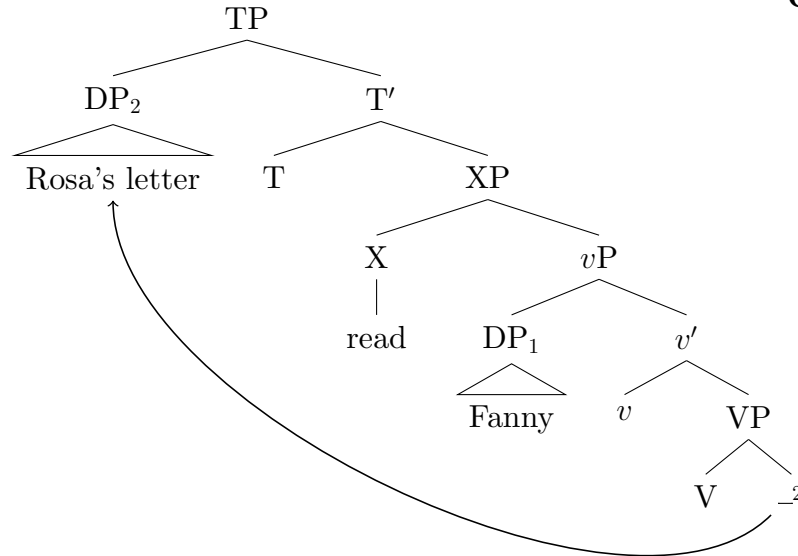 TP
DP₂ T′
Rosa's letter T XP
X vP
read DP₁ v′
Fanny v VP
V _²